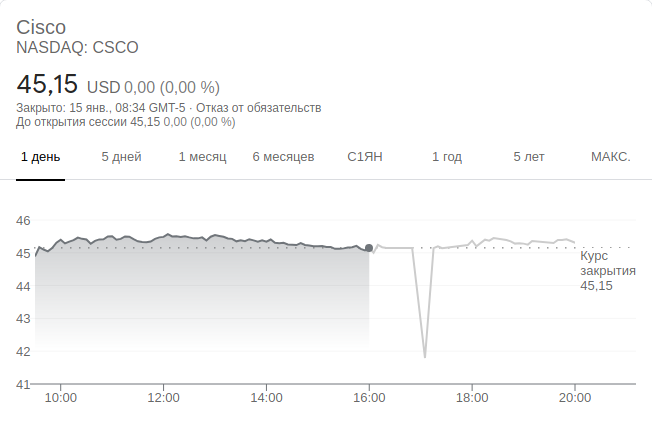 Cisco
NASDAQ: CSCO
45,15 USD 0,00 (0,00 %)
Закрыто: 15 янв., 08:34 GMT-5 · Отказ от обязательств
До открытия сессии 45,15 0,00 (0,00 %)
1 день 5 дней 1 месяц 6 месяцев С1ЯН 1 год 5 лет МАКС.
46
45
44
43
42
41
Курс
закрытия
45,15
10:00 12:00 14:00 16:00 18:00 20:00